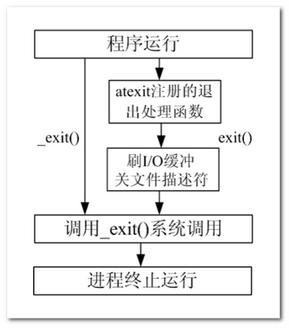 程序运行
atexit注册的退
出处理函数
_exit()
exit()
刷I/O缓冲
关文件描述符
调用_exit()系统调用
进程终止运行